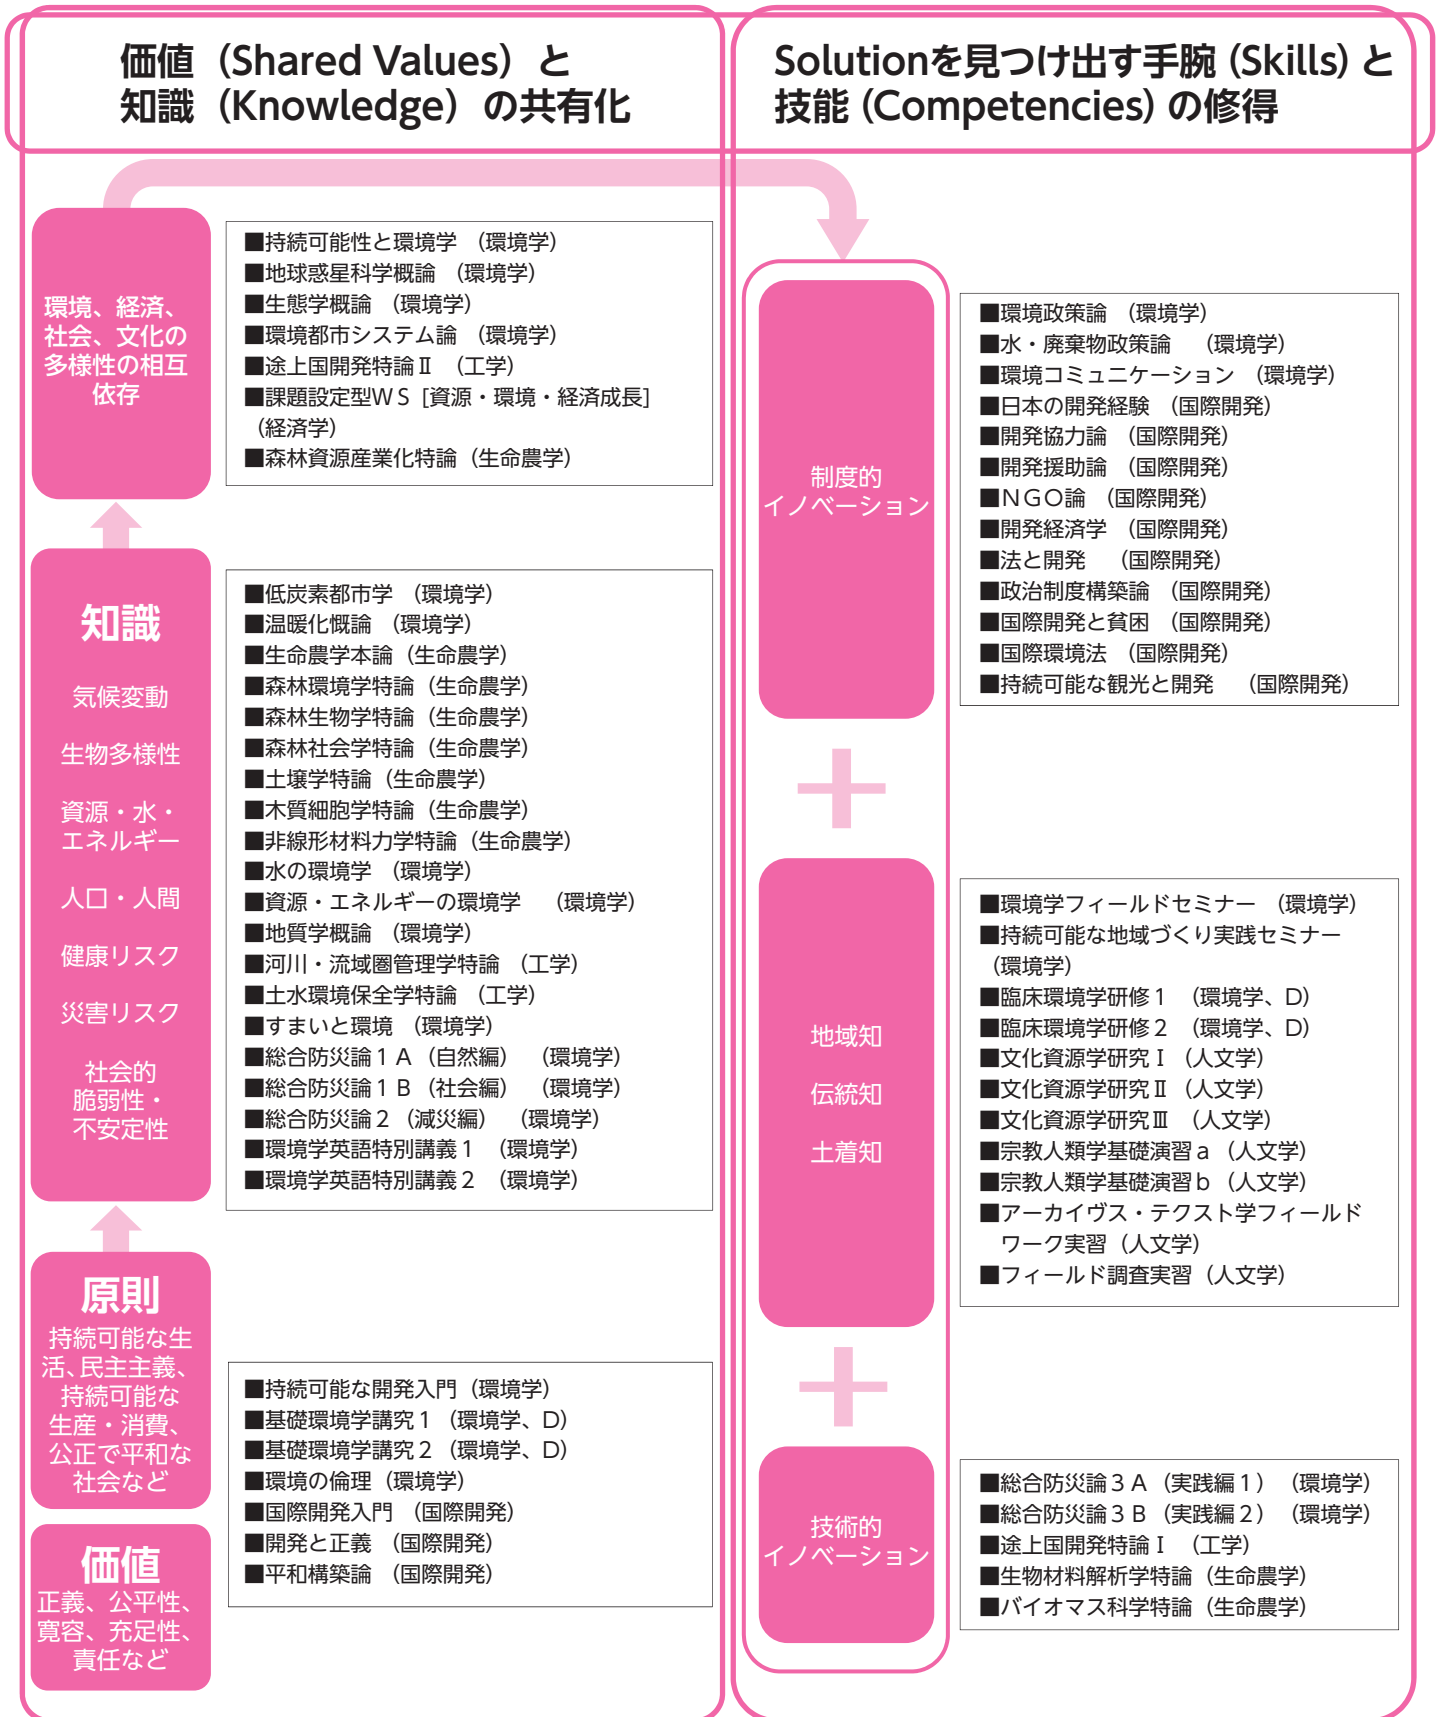 価値（Shared Values）と
知識（Knowledge）の共有化
環境、経済、
社会、文化の
多様性の相互
依存
■持続可能性と環境学　（環境学）
■地球惑星科学概論　（環境学）
■生態学概論　（環境学）
■環境都市システム論　（環境学）
■途上国開発特論Ⅱ　（工学）
■課題設定型ＷＳ［資源・環境・経済成長］
（経済学）
■森林資源産業化特論（生命農学）
知識
気候変動
生物多様性
資源・水・
エネルギー
人口・人間
健康リスク
災害リスク
社会的
脆弱性・
不安定性
■低炭素都市学　（環境学）
■温暖化慨論　（環境学）
■生命農学本論（生命農学）
■森林環境学特論（生命農学）
■森林生物学特論（生命農学）
■森林社会学特論（生命農学）
■土壌学特論（生命農学）
■木質細胞学特論（生命農学）
■非線形材料力学特論（生命農学）
■水の環境学　（環境学）
■資源・エネルギーの環境学　（環境学）
■地質学概論　（環境学）
■河川・流域圏管理学特論　（工学）
■土水環境保全学特論　（工学）
■すまいと環境　（環境学）
■総合防災論１Ａ（自然編）　（環境学）
■総合防災論１Ｂ（社会編）　（環境学）
■総合防災論２（減災編）　（環境学）
■環境学英語特別講義１　（環境学）
■環境学英語特別講義２　（環境学）
原則
持続可能な生
活、民主主義、
持続可能な
生産・消費、
公正で平和な
社会など
価値
正義、公平性、
寛容、充足性、
責任など
■持続可能な開発入門（環境学）
■基礎環境学講究１（環境学、Ｄ）
■基礎環境学講究２（環境学、Ｄ）
■環境の倫理（環境学）
■国際開発入門　（国際開発）
■開発と正義　（国際開発）
■平和構築論　（国際開発）
Solutionを見つけ出す手腕（Skills）と
技能（Competencies）の修得
制度的
イノベーション
■環境政策論　（環境学）
■水・廃棄物政策論　（環境学）
■環境コミュニケーション　（環境学）
■日本の開発経験　（国際開発）
■開発協力論　（国際開発）
■開発援助論　（国際開発）
■ＮＧＯ論　（国際開発）
■開発経済学　（国際開発）
■法と開発　（国際開発）
■政治制度構築論　（国際開発）
■国際開発と貧困　（国際開発）
■国際環境法　（国際開発）
■持続可能な観光と開発　（国際開発）
＋
地域知
伝統知
土着知
■環境学フィールドセミナー　（環境学）
■持続可能な地域づくり実践セミナー
（環境学）
■臨床環境学研修１　（環境学、Ｄ）
■臨床環境学研修２　（環境学、Ｄ）
■文化資源学研究Ⅰ（人文学）
■文化資源学研究Ⅱ（人文学）
■文化資源学研究Ⅲ（人文学）
■宗教人類学基礎演習ａ（人文学）
■宗教人類学基礎演習ｂ（人文学）
■アーカイヴス・テクスト学フィールド
ワーク実習（人文学）
■フィールド調査実習（人文学）
＋
技術的
イノベーション
■総合防災論３Ａ（実践編１）　（環境学）
■総合防災論３Ｂ（実践編２）　（環境学）
■途上国開発特論Ⅰ　（工学）
■生物材料解析学特論（生命農学）
■バイオマス科学特論（生命農学）